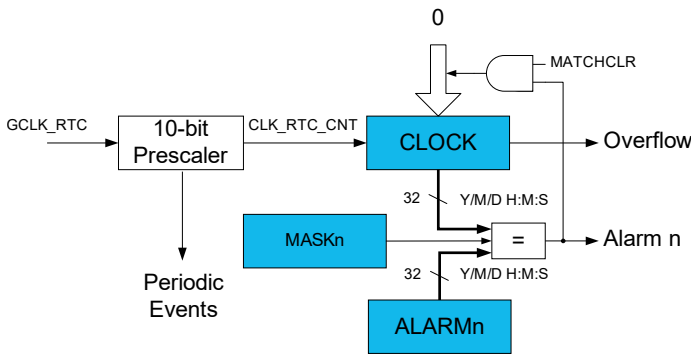 0
MATCHCLR
GCLK_RTC
10-bit
Prescaler
CLK_RTC_CNT
CLOCK
Overflow
32
Y/M/D H:M:S
MASKn
=
Alarm n
Periodic
Events
32
Y/M/D H:M:S
ALARMn